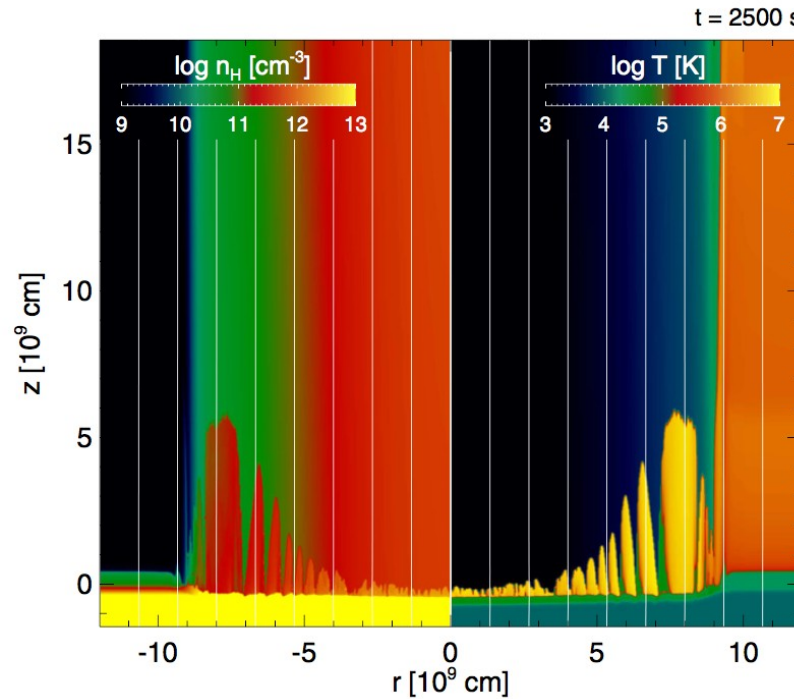 t = 2500 s
log n_H [cm^-3]
9 10 11 12 13
log T [K]
3 4 5 6 7
z [10^9 cm]
15
10
5
0
-10 -5 0 5 10
r [10^9 cm]